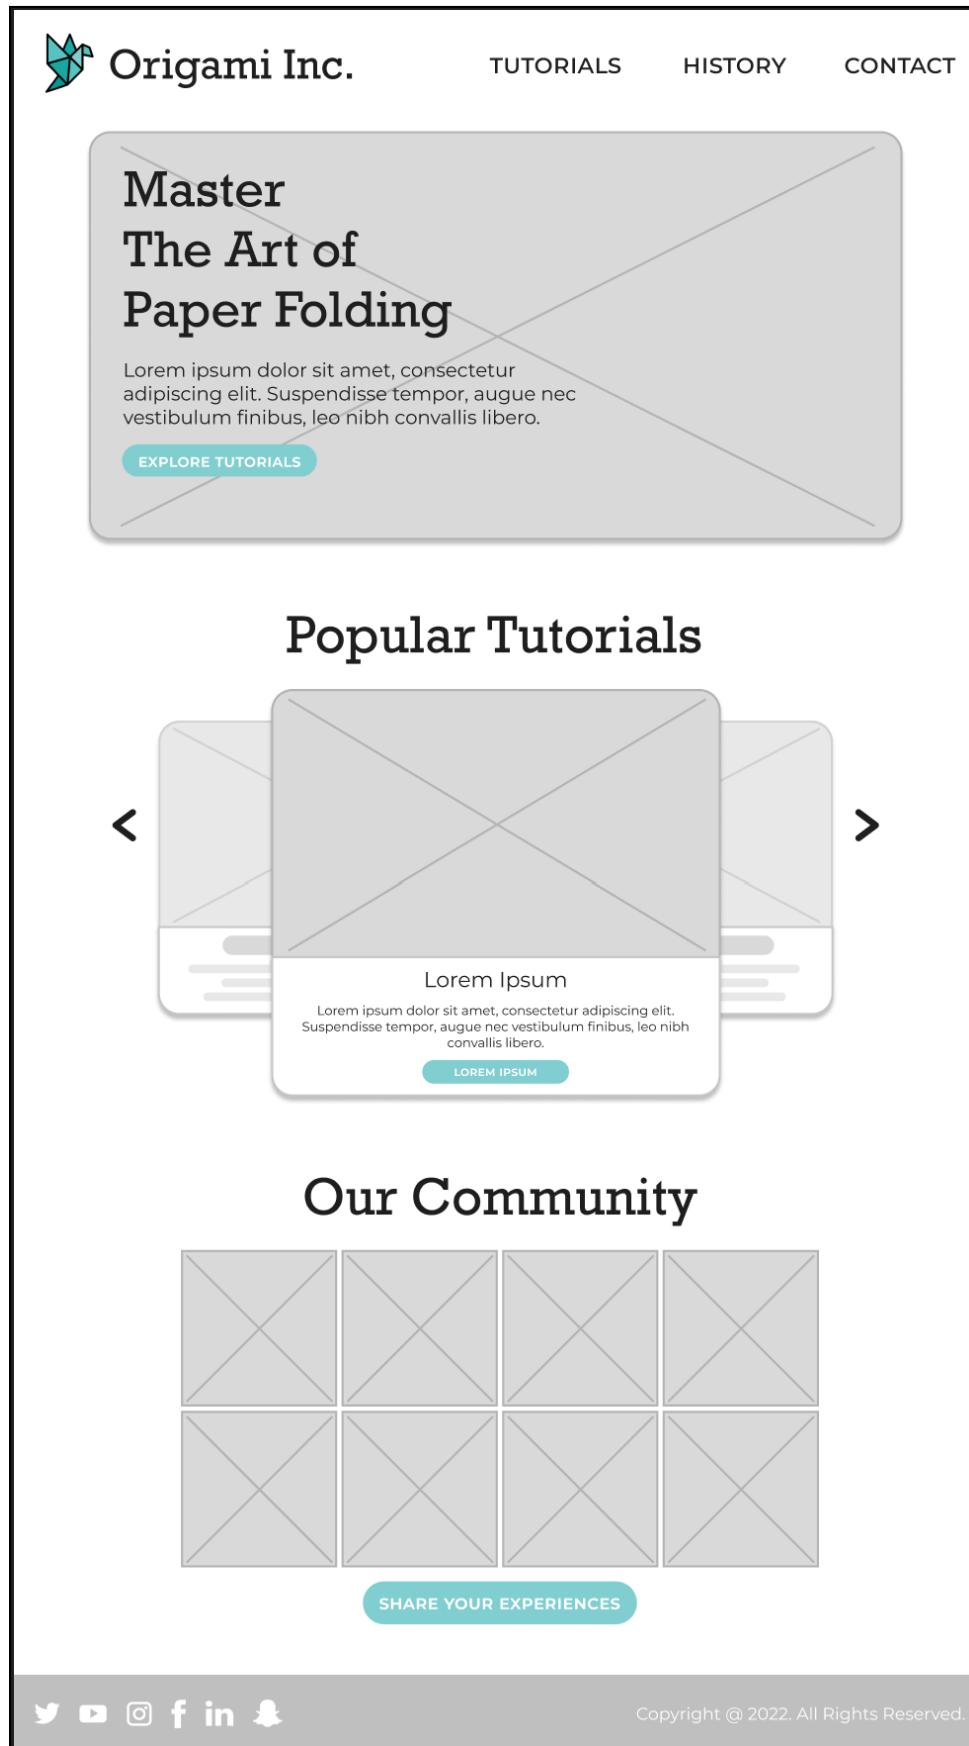 Origami Inc.
TUTORIALS
HISTORY
CONTACT
Master
The Art of
Paper Folding
Lorem ipsum dolor sit amet, consectetur
adipiscing elit. Suspendisse tempor, augue nec
vestibulum finibus, leo nibh convallis libero.
EXPLORE TUTORIALS
Popular Tutorials
Lorem Ipsum
Lorem ipsum dolor sit amet, consectetur adipiscing elit.
Suspendisse tempor, augue nec vestibulum finibus, leo nibh
convallis libero.
LOREM IPSUM
Our Community
SHARE YOUR EXPERIENCES
Copyright @ 2022. All Rights Reserved.